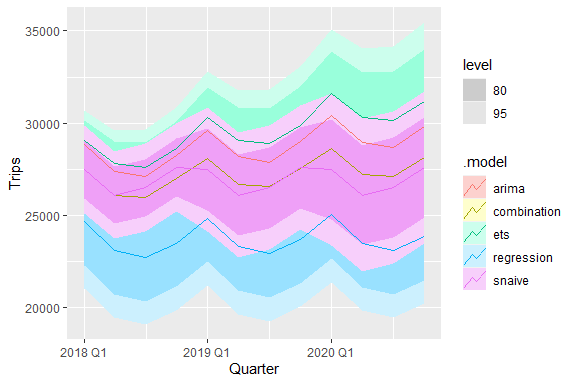 35000
30000
25000
20000
Trips
2018 Q1
2019 Q1
2020 Q1
Quarter
level
80
95
.model
arima
combination
ets
regression
snaive